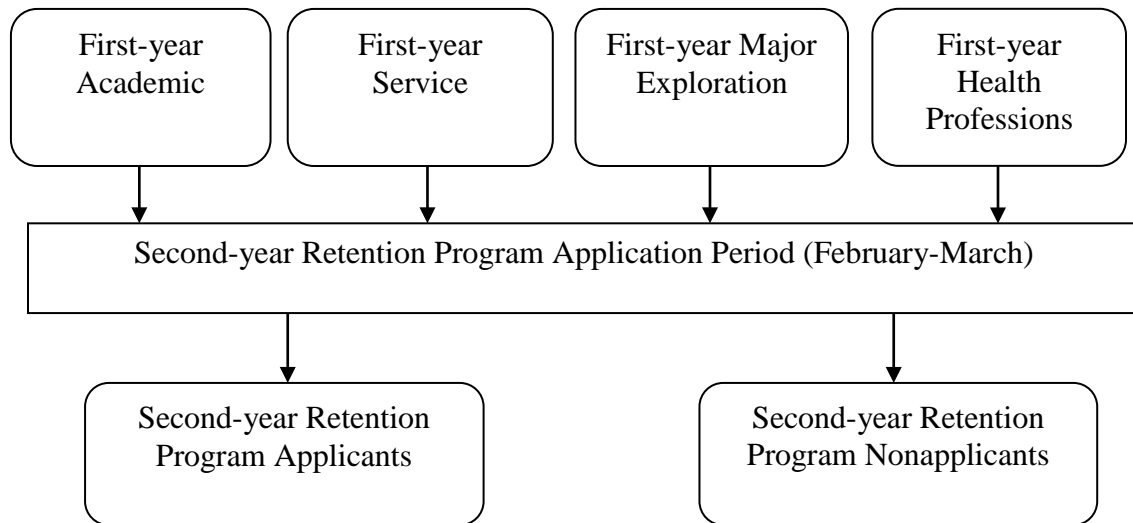 First-year
Academic
First-year
Service
First-year Major
Exploration
First-year
Health
Professions
Second-year Retention Program Application Period (February-March)
Second-year Retention
Program Applicants
Second-year Retention
Program Nonapplicants